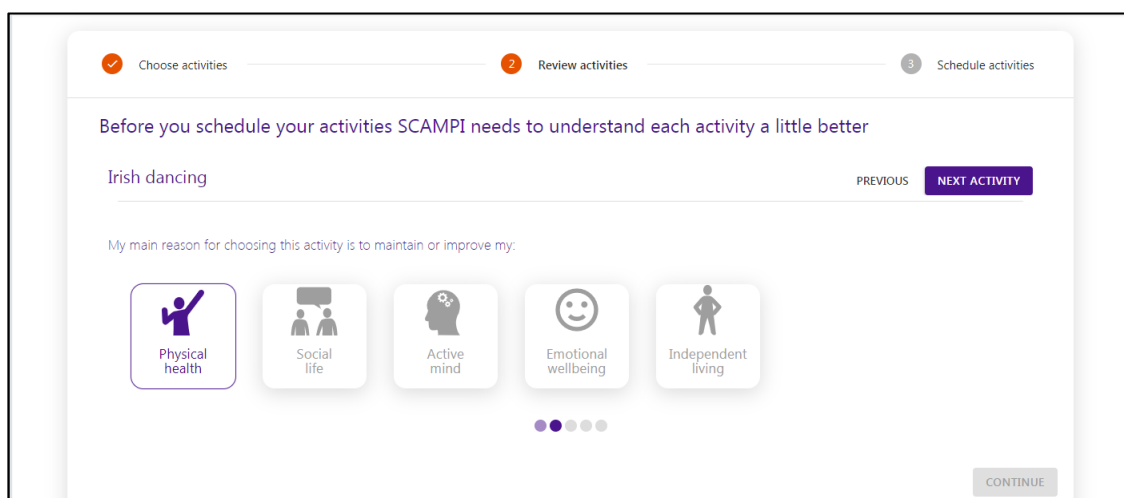 Choose activities
2 Review activities
3 Schedule activities
Before you schedule your activities SCAMPI needs to understand each activity a little better
Irish dancing
PREVIOUS
NEXT ACTIVITY
My main reason for choosing this activity is to maintain or improve my:
Physical
health
Social
life
Active
mind
Emotional
wellbeing
Independent
living
CONTINUE